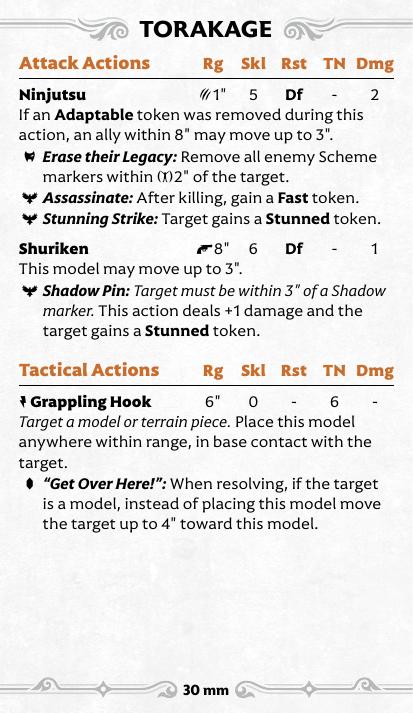 TORAKAGE
Attack Actions Rg Skl Rst TN Dmg
Ninjutsu 1" 5 Df - 2
If an Adaptable token was removed during this
action, an ally within 8" may move up to 3".
Erase their Legacy: Remove all enemy Scheme
markers within 2" of the target.
Assassinate: After killing, gain a Fast token.
Stunning Strike: Target gains a Stunned token.
Shuriken 8" 6 Df - 1
This model may move up to 3".
Shadow Pin: Target must be within 3" of a Shadow
marker. This action deals +1 damage and the
target gains a Stunned token.
Tactical Actions Rg Skl Rst TN Dmg
Grappling Hook 6" 0 - 6 -
Target a model or terrain piece. Place this model
anywhere within range, in base contact with the
target.
"Get Over Here!": When resolving, if the target
is a model, instead of placing this model move
the target up to 4" toward this model.
30 mm